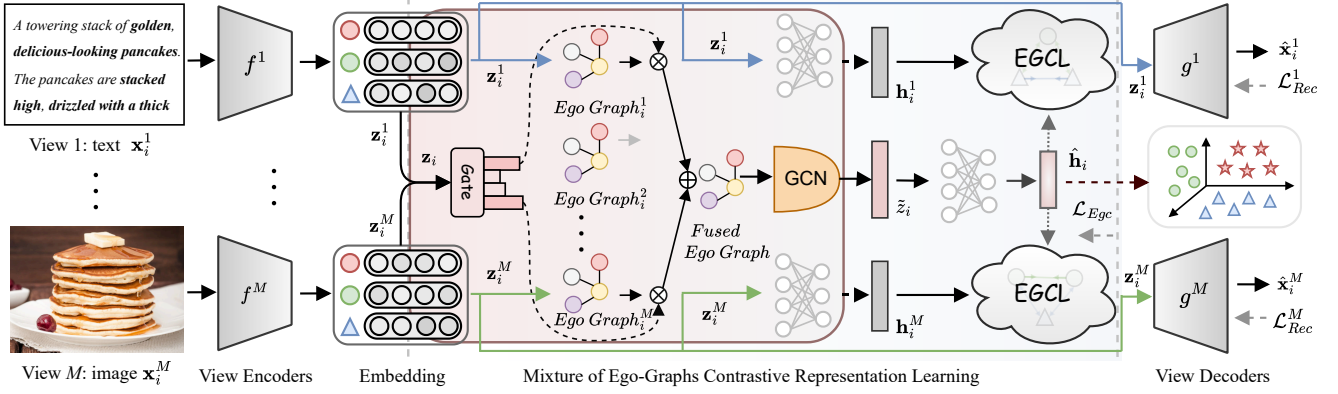 A towering stack of golden,
delicious-looking pancakes.
The pancakes are stacked
high, drizzled with a thick
View 1: text x_i^1
View M: image x_i^M
f^1
f^M
View Encoders
z_i^1
z_i^M
Embedding
z_i
Gate
z_i^1
z_i^M
Ego Graph_i^1
Ego Graph_i^2
Ego Graph_i^M
Fused
Ego Graph
z_i^1
z_i^M
GCN
h_i^1
z̃_i
h_i^M
EGCL
ĥ_i
ℒ_Egc
EGCL
Mixture of Ego-Graphs Contrastive Representation Learning
z_i^1
z_i^M
g^1
g^M
x̂_i^1
ℒ_Rec^1
x̂_i^M
ℒ_Rec^M
View Decoders